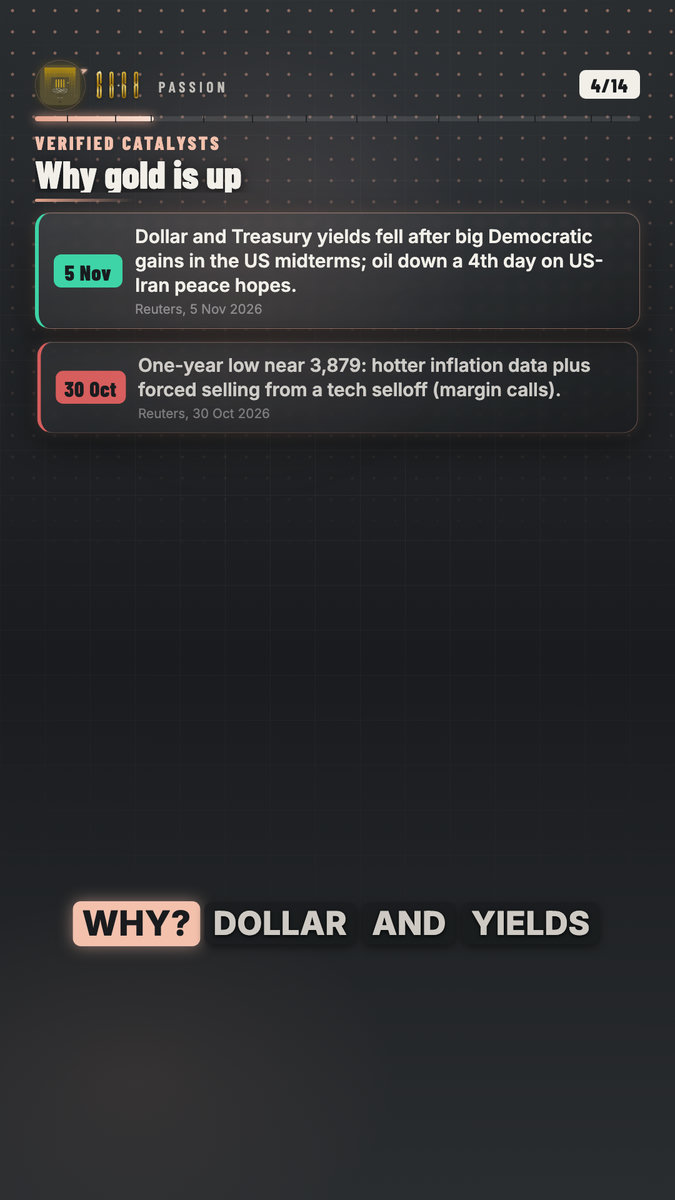 PASSION
4/14
VERIFIED CATALYSTS
Why gold is up
5 Nov
Dollar and Treasury yields fell after big Democratic
gains in the US midterms; oil down a 4th day on US-
Iran peace hopes.
Reuters, 5 Nov 2026
30 Oct
One-year low near 3,879: hotter inflation data plus
forced selling from a tech selloff (margin calls).
Reuters, 30 Oct 2026
WHY? DOLLAR AND YIELDS